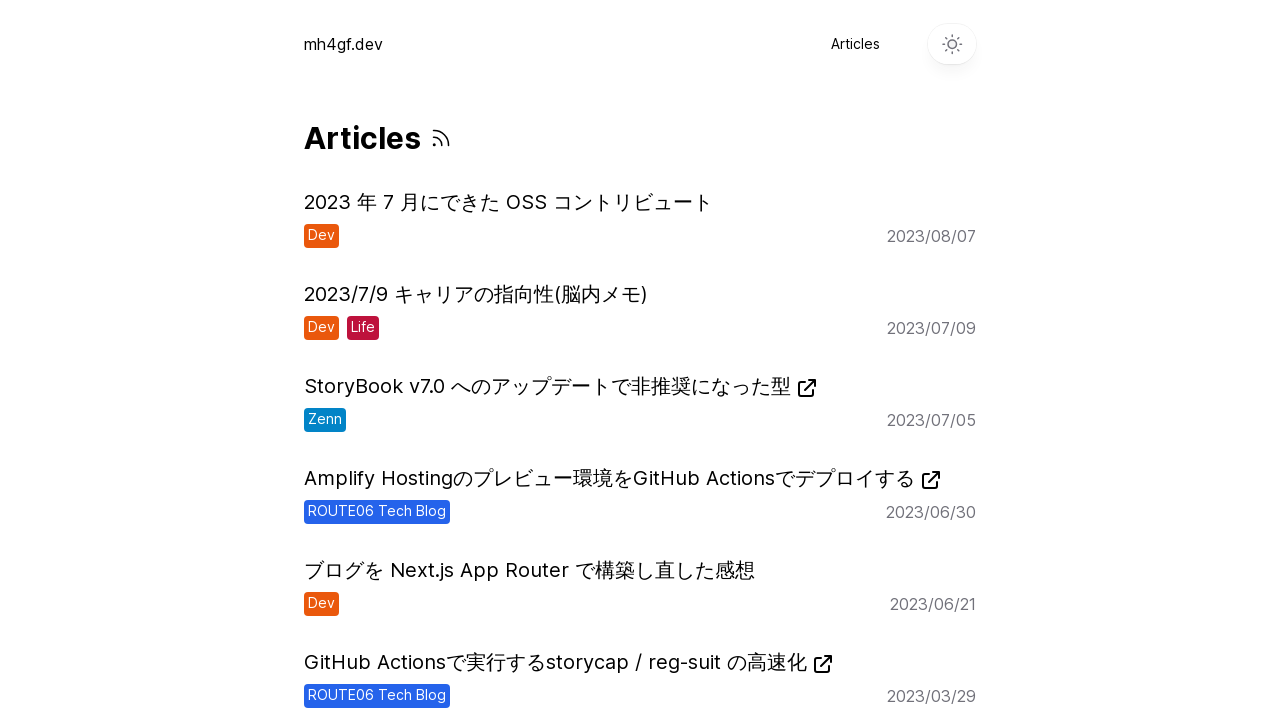 mh4gf.dev
Articles
Articles
2023 年 7 月にできた OSS コントリビュート
Dev
2023/08/07
2023/7/9 キャリアの指向性(脳内メモ)
Dev Life
2023/07/09
StoryBook v7.0 へのアップデートで非推奨になった型
Zenn
2023/07/05
Amplify Hostingのプレビュー環境をGitHub Actionsでデプロイする
ROUTE06 Tech Blog
2023/06/30
ブログを Next.js App Router で構築し直した感想
Dev
2023/06/21
GitHub Actionsで実行するstorycap / reg-suit の高速化
ROUTE06 Tech Blog
2023/03/29